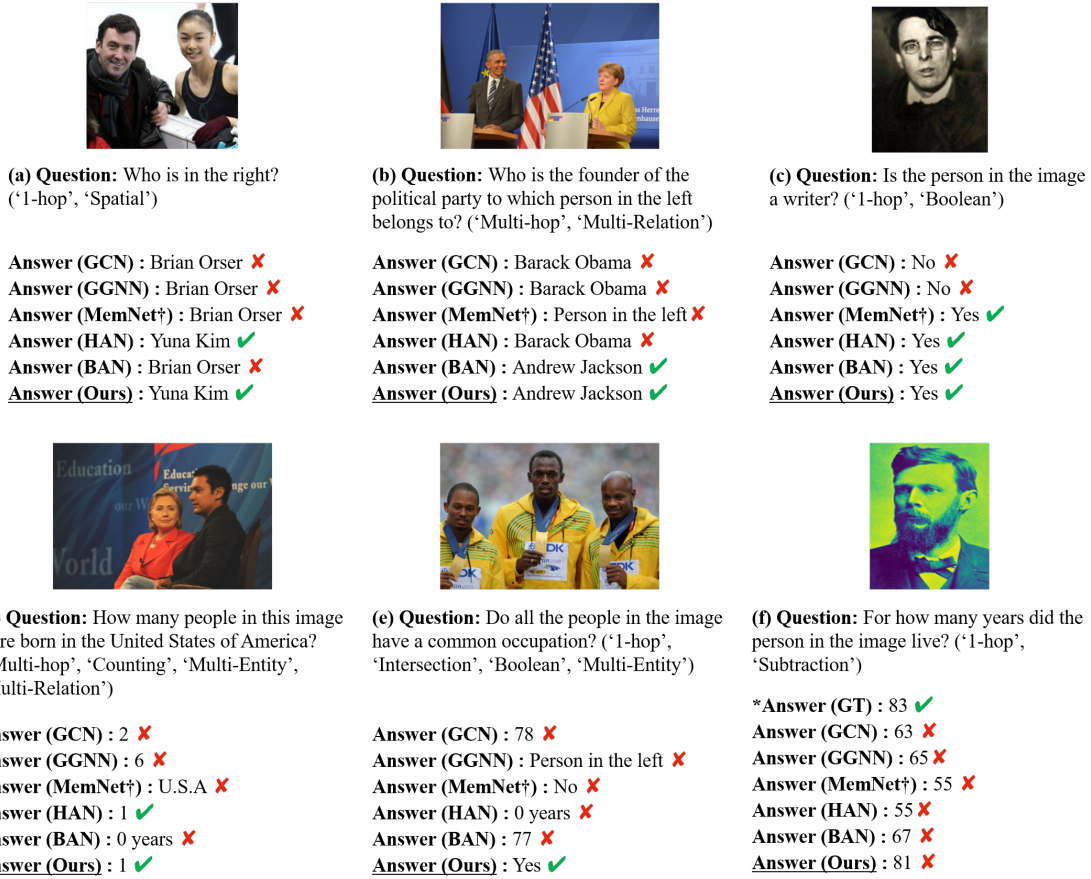 (a) Question: Who is in the right?
(‘1-hop’, ‘Spatial’)
Answer (GCN) : Brian Orser ✘
Answer (GGNN) : Brian Orser ✘
Answer (MemNet†) : Brian Orser ✘
Answer (HAN) : Yuna Kim ✔
Answer (BAN) : Brian Orser ✘
Answer (Ours) : Yuna Kim ✔
(b) Question: Who is the founder of the
political party to which person in the left
belongs to? (‘Multi-hop’, ‘Multi-Relation’)
Answer (GCN) : Barack Obama ✘
Answer (GGNN) : Barack Obama ✘
Answer (MemNet†) : Person in the left ✘
Answer (HAN) : Barack Obama ✘
Answer (BAN) : Andrew Jackson ✔
Answer (Ours) : Andrew Jackson ✔
(c) Question: Is the person in the image
a writer? (‘1-hop’, ‘Boolean’)
Answer (GCN) : No ✘
Answer (GGNN) : No ✘
Answer (MemNet†) : Yes ✔
Answer (HAN) : Yes ✔
Answer (BAN) : Yes ✔
Answer (Ours) : Yes ✔
Education
our W
World
Educa
Servi
nge our
) Question: How many people in this image
re born in the United States of America?
Multi-hop’, ‘Counting’, ‘Multi-Entity’,
ulti-Relation’)
nswer (GCN) : 2 ✘
nswer (GGNN) : 6 ✘
nswer (MemNet†) : U.S.A ✘
nswer (HAN) : 1 ✔
nswer (BAN) : 0 years ✘
nswer (Ours) : 1 ✔
DK
DK
(e) Question: Do all the people in the image
have a common occupation? (‘1-hop’,
‘Intersection’, ‘Boolean’, ‘Multi-Entity’)
Answer (GCN) : 78 ✘
Answer (GGNN) : Person in the left ✘
Answer (MemNet†) : No ✘
Answer (HAN) : 0 years ✘
Answer (BAN) : 77 ✘
Answer (Ours) : Yes ✔
(f) Question: For how many years did the
person in the image live? (‘1-hop’,
‘Subtraction’)
*Answer (GT) : 83 ✔
Answer (GCN) : 63 ✘
Answer (GGNN) : 65 ✘
Answer (MemNet†) : 55 ✘
Answer (HAN) : 55 ✘
Answer (BAN) : 67 ✘
Answer (Ours) : 81 ✘